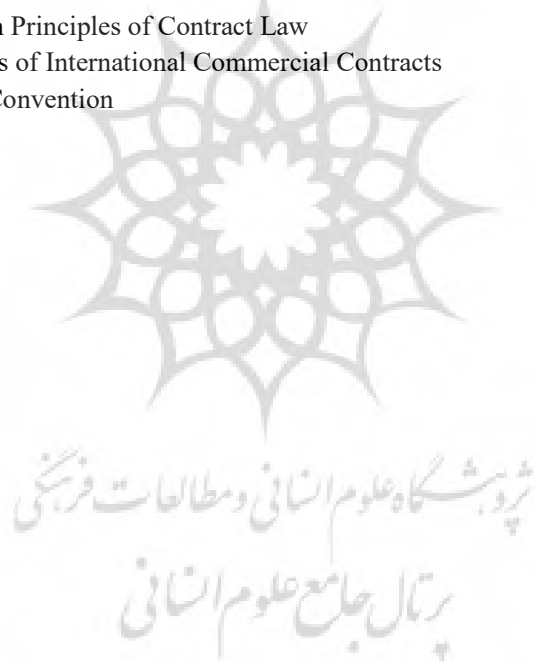 n Principles of Contract Law
s of International Commercial Contracts
Convention
پژوهشگاه علوم انسانی و مطالعات فرهنگی
پرتال جامع علوم انسانی